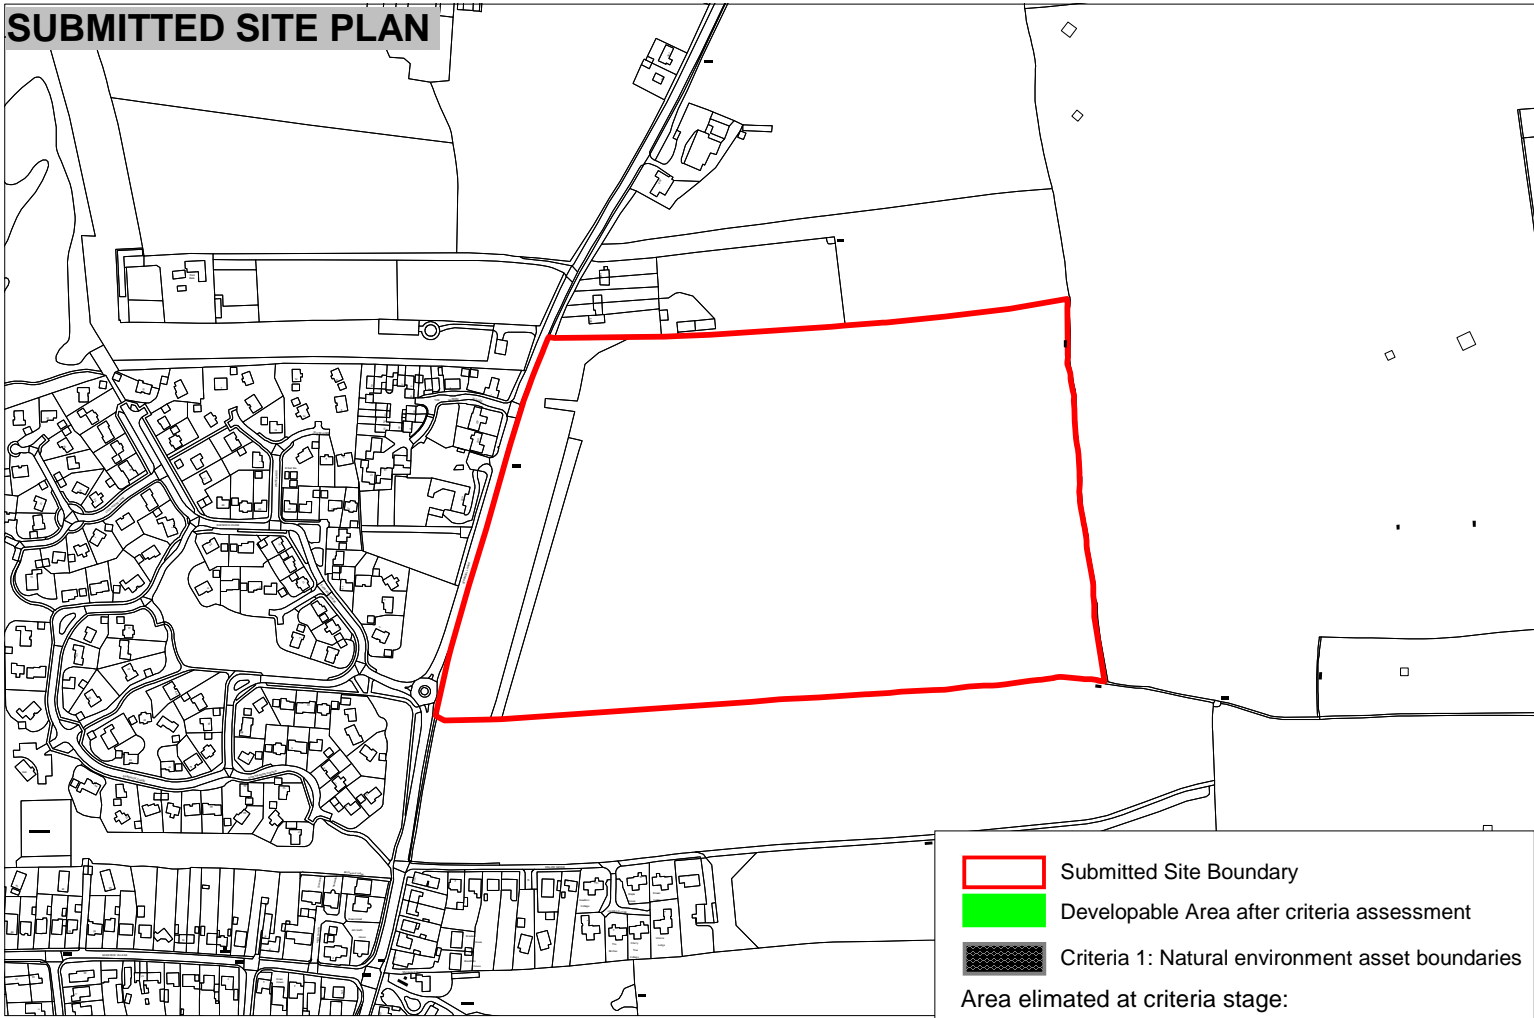 SUBMITTED SITE PLAN
Submitted Site Boundary
Developable Area after criteria assessment
Criteria 1: Natural environment asset boundaries
Area elimated at criteria stage: